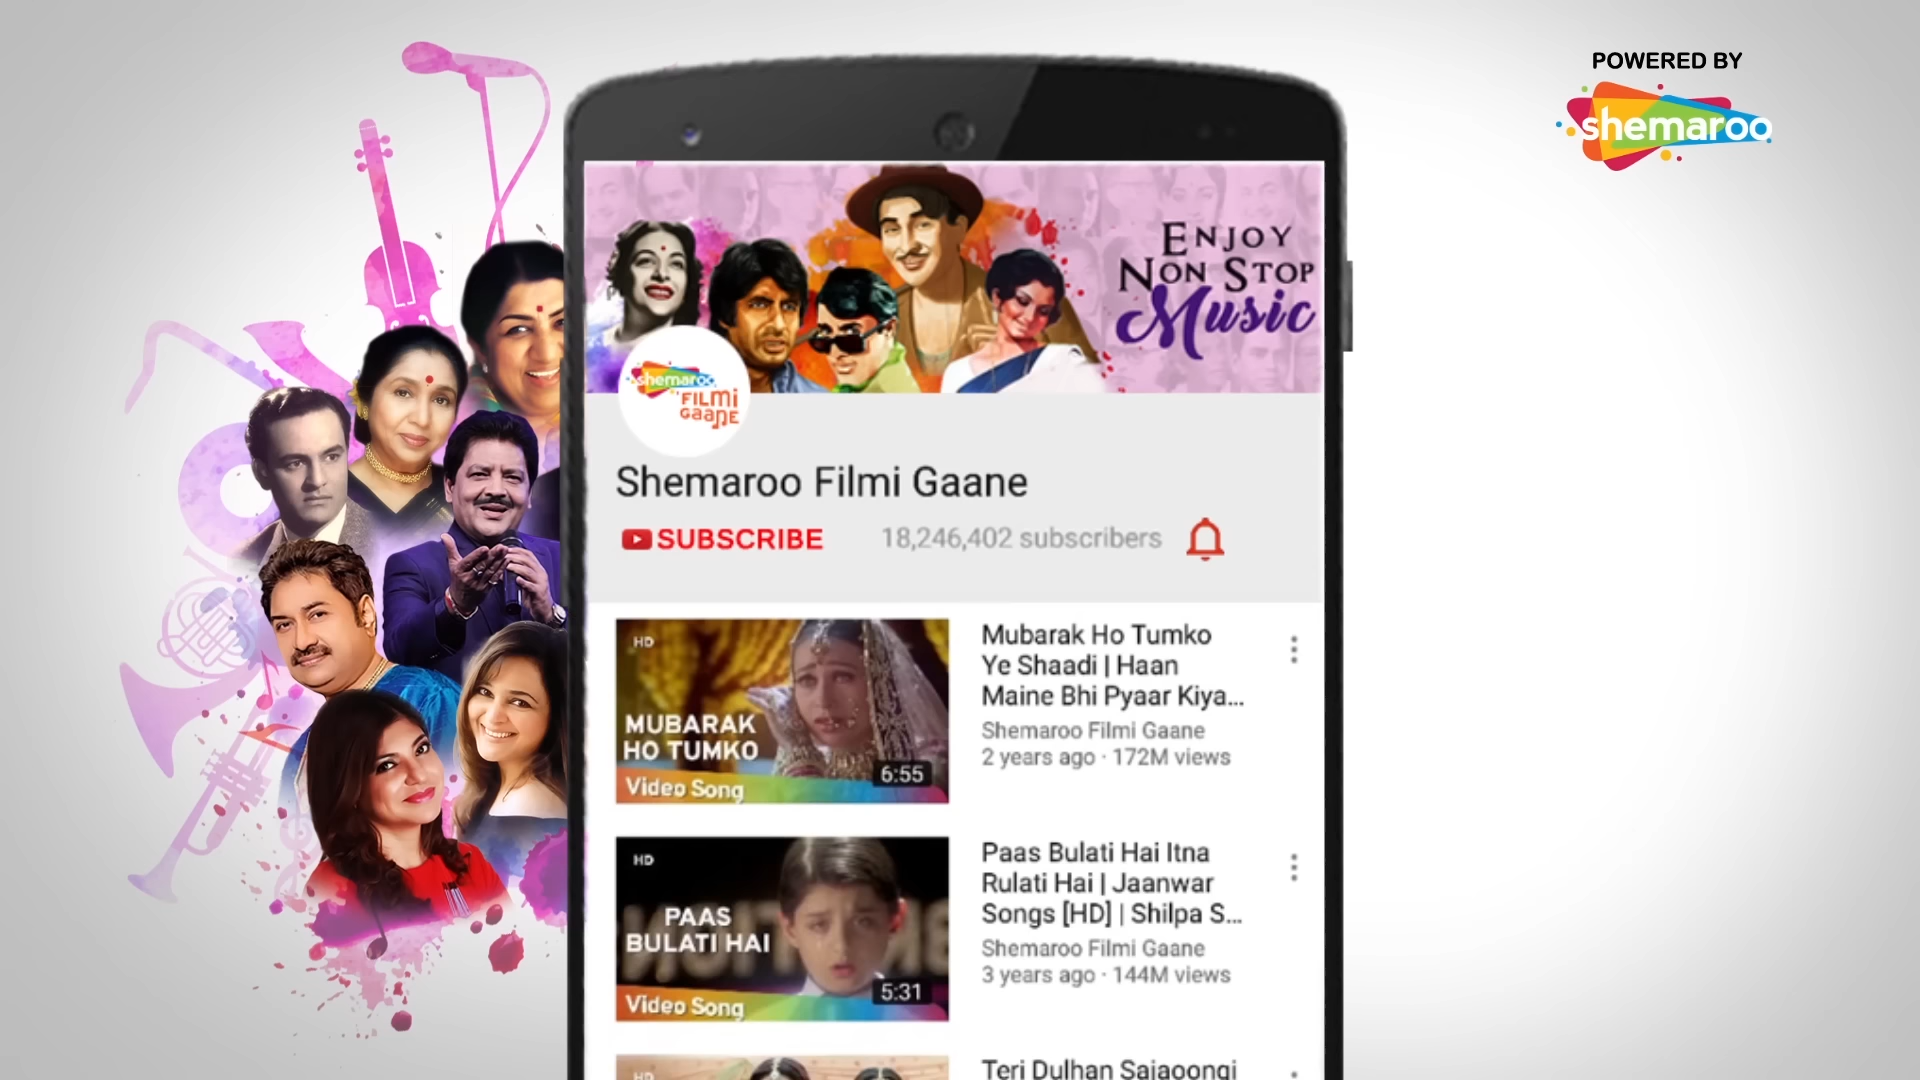 POWERED BY
shemaroo
ENJOY
NON STOP
Music
shemaroo
FILMI
GAANE
Shemaroo Filmi Gaane
SUBSCRIBE 18,246,402 subscribers
HD
MUBARAK
HO TUMKO
6:55
Video Song
Mubarak Ho Tumko
Ye Shaadi | Haan
Maine Bhi Pyaar Kiya...
Shemaroo Filmi Gaane
2 years ago · 172M views
HD
PAAS
BULATI HAI
5:31
Video Song
Paas Bulati Hai Itna
Rulati Hai | Jaanwar
Songs [HD] | Shilpa S...
Shemaroo Filmi Gaane
3 years ago · 144M views
HD
Teri Dulhan Sajaoongi